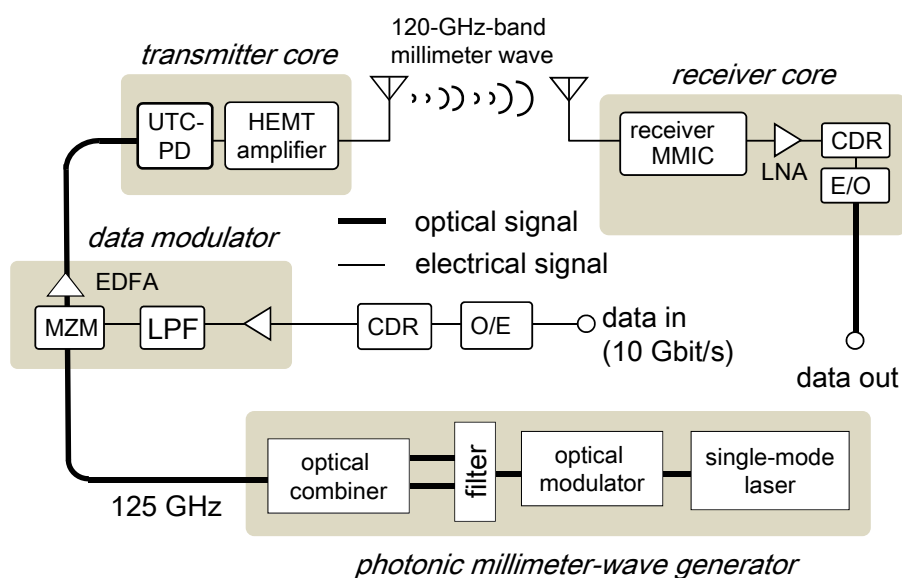 120-GHz-band
millimeter wave
transmitter core
receiver core
UTC-
PD
HEMT
amplifier
receiver
MMIC
LNA
CDR
E/O
optical signal
electrical signal
data modulator
EDFA
MZM
LPF
CDR
O/E
data in
(10 Gbit/s)
data out
125 GHz
optical
combiner
filter
optical
modulator
single-mode
laser
photonic millimeter-wave generator